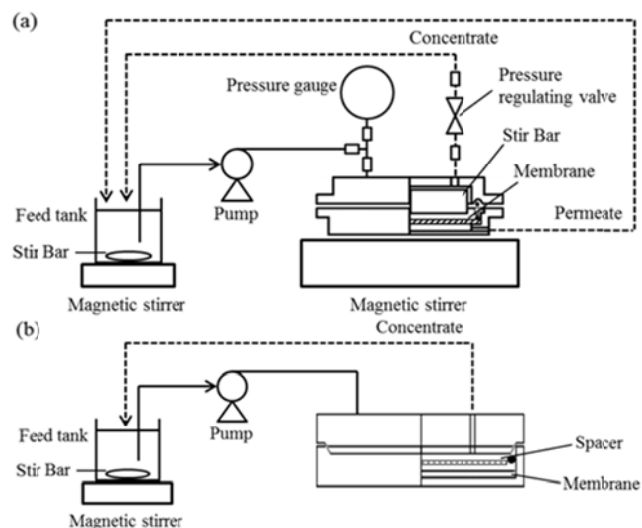 (a)
Concentrate
Pressure gauge
Pressure
regulating valve
Stir Bar
Membrane
Permeate
Feed tank
Stir Bar
Pump
Magnetic stirrer
Magnetic stirrer
(b)
Concentrate
Feed tank
Stir Bar
Pump
Spacer
Membrane
Magnetic stirrer